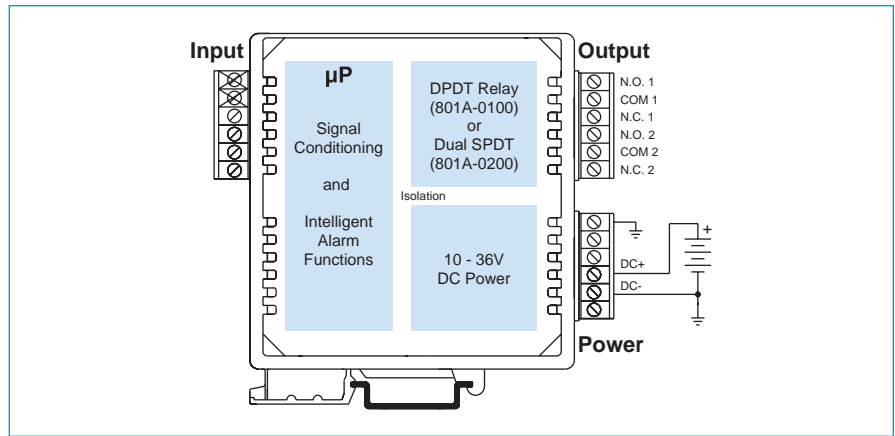 Input
Output
µP
Signal
Conditioning
and
Intelligent
Alarm
Functions
DPDT Relay
(801A-0100)
or
Dual SPDT
(801A-0200)
Isolation
10 - 36V
DC Power
N.O. 1
COM 1
N.C. 1
N.O. 2
COM 2
N.C. 2
+
DC+
DC-
Power